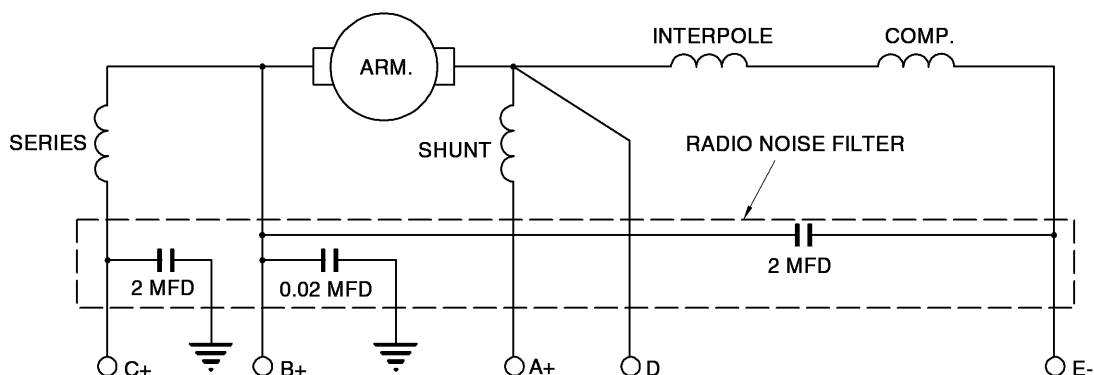 INTERPOLE
COMP.
ARM.
SERIES
SHUNT
RADIO NOISE FILTER
2 MFD
0.02 MFD
2 MFD
C+
B+
A+
D
E-